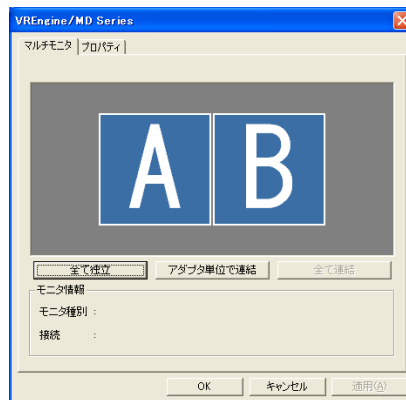 VREngine/MD Series
マルチモニタ プロパティ
A B
全て独立 アダプタ単位で連結 全て連結
モニタ情報
モニタ種別 :
接続 :
OK キャンセル 適用(A)